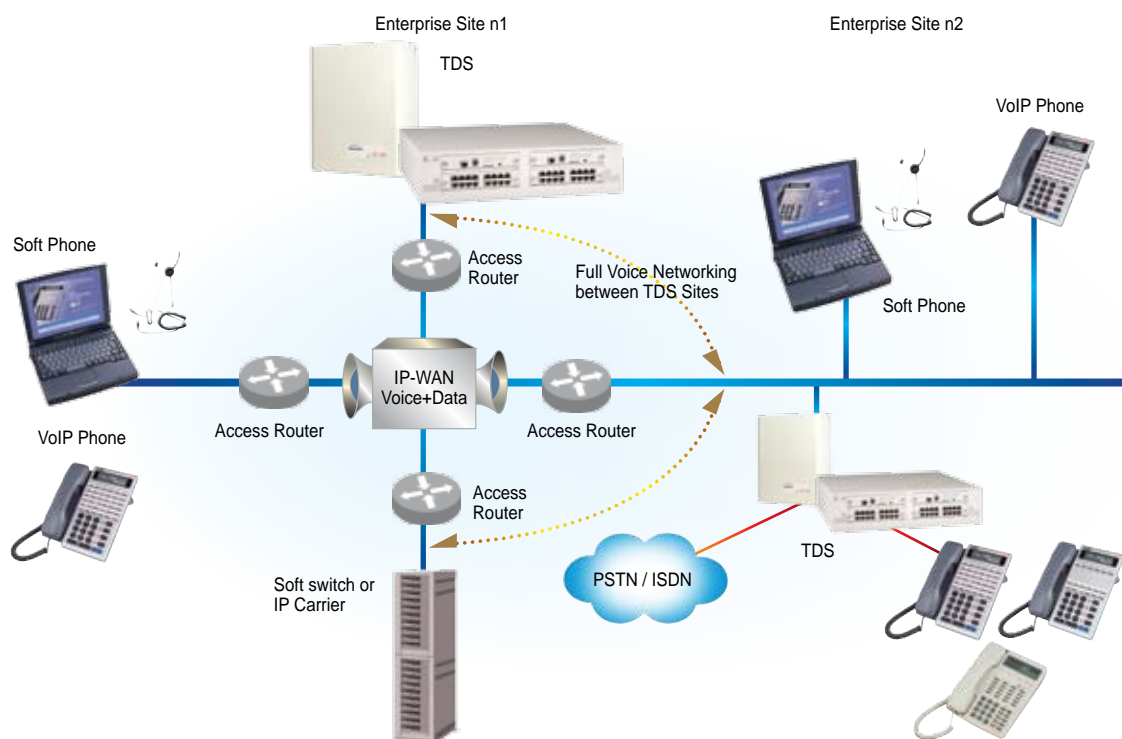 Enterprise Site n1
Enterprise Site n2
TDS
VoIP Phone
Soft Phone
Access
Router
Full Voice Networking
between TDS Sites
Soft Phone
IP-WAN
Voice+Data
Access Router
Access Router
VoIP Phone
Access
Router
TDS
PSTN / ISDN
Soft switch or
IP Carrier